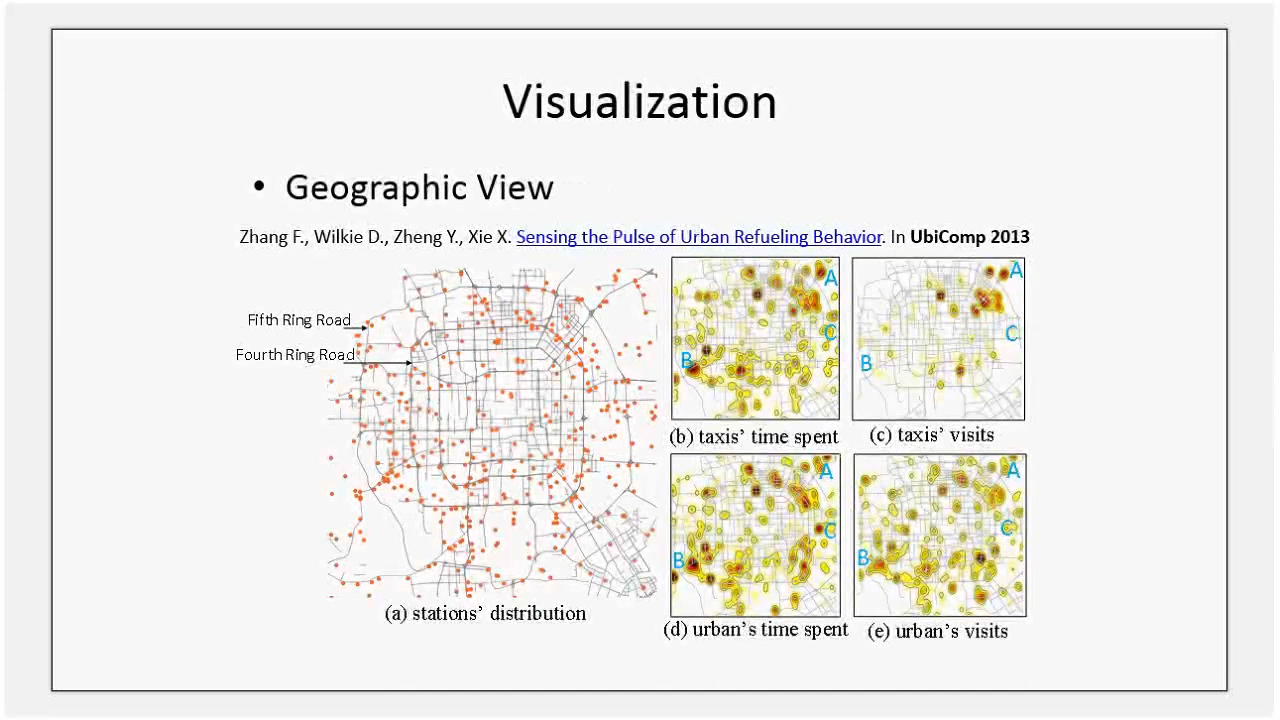 Visualization
• Geographic View
Zhang F., Wilkie D., Zheng Y., Xie X. Sensing the Pulse of Urban Refueling Behavior. In UbiComp 2013
Fifth Ring Road
Fourth Ring Road
(a) stations’ distribution
A
B
C
(b) taxis’ time spent
A
B
C
(c) taxis’ visits
A
B
C
(d) urban’s time spent
A
B
C
(e) urban’s visits